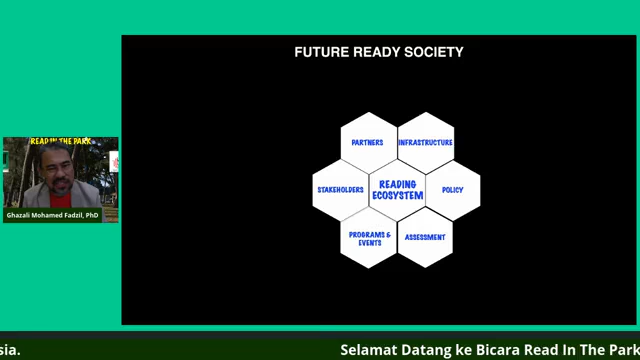 FUTURE READY SOCIETY
PARTNERS
INFRASTRUCTURE
STAKEHOLDERS
READING
ECOSYSTEM
POLICY
PROGRAMS &
EVENTS
ASSESSMENT
READ IN THE PARK
Ghazali Mohamed Fadzil, PhD
sia.
Selamat Datang ke Bicara Read In The Park